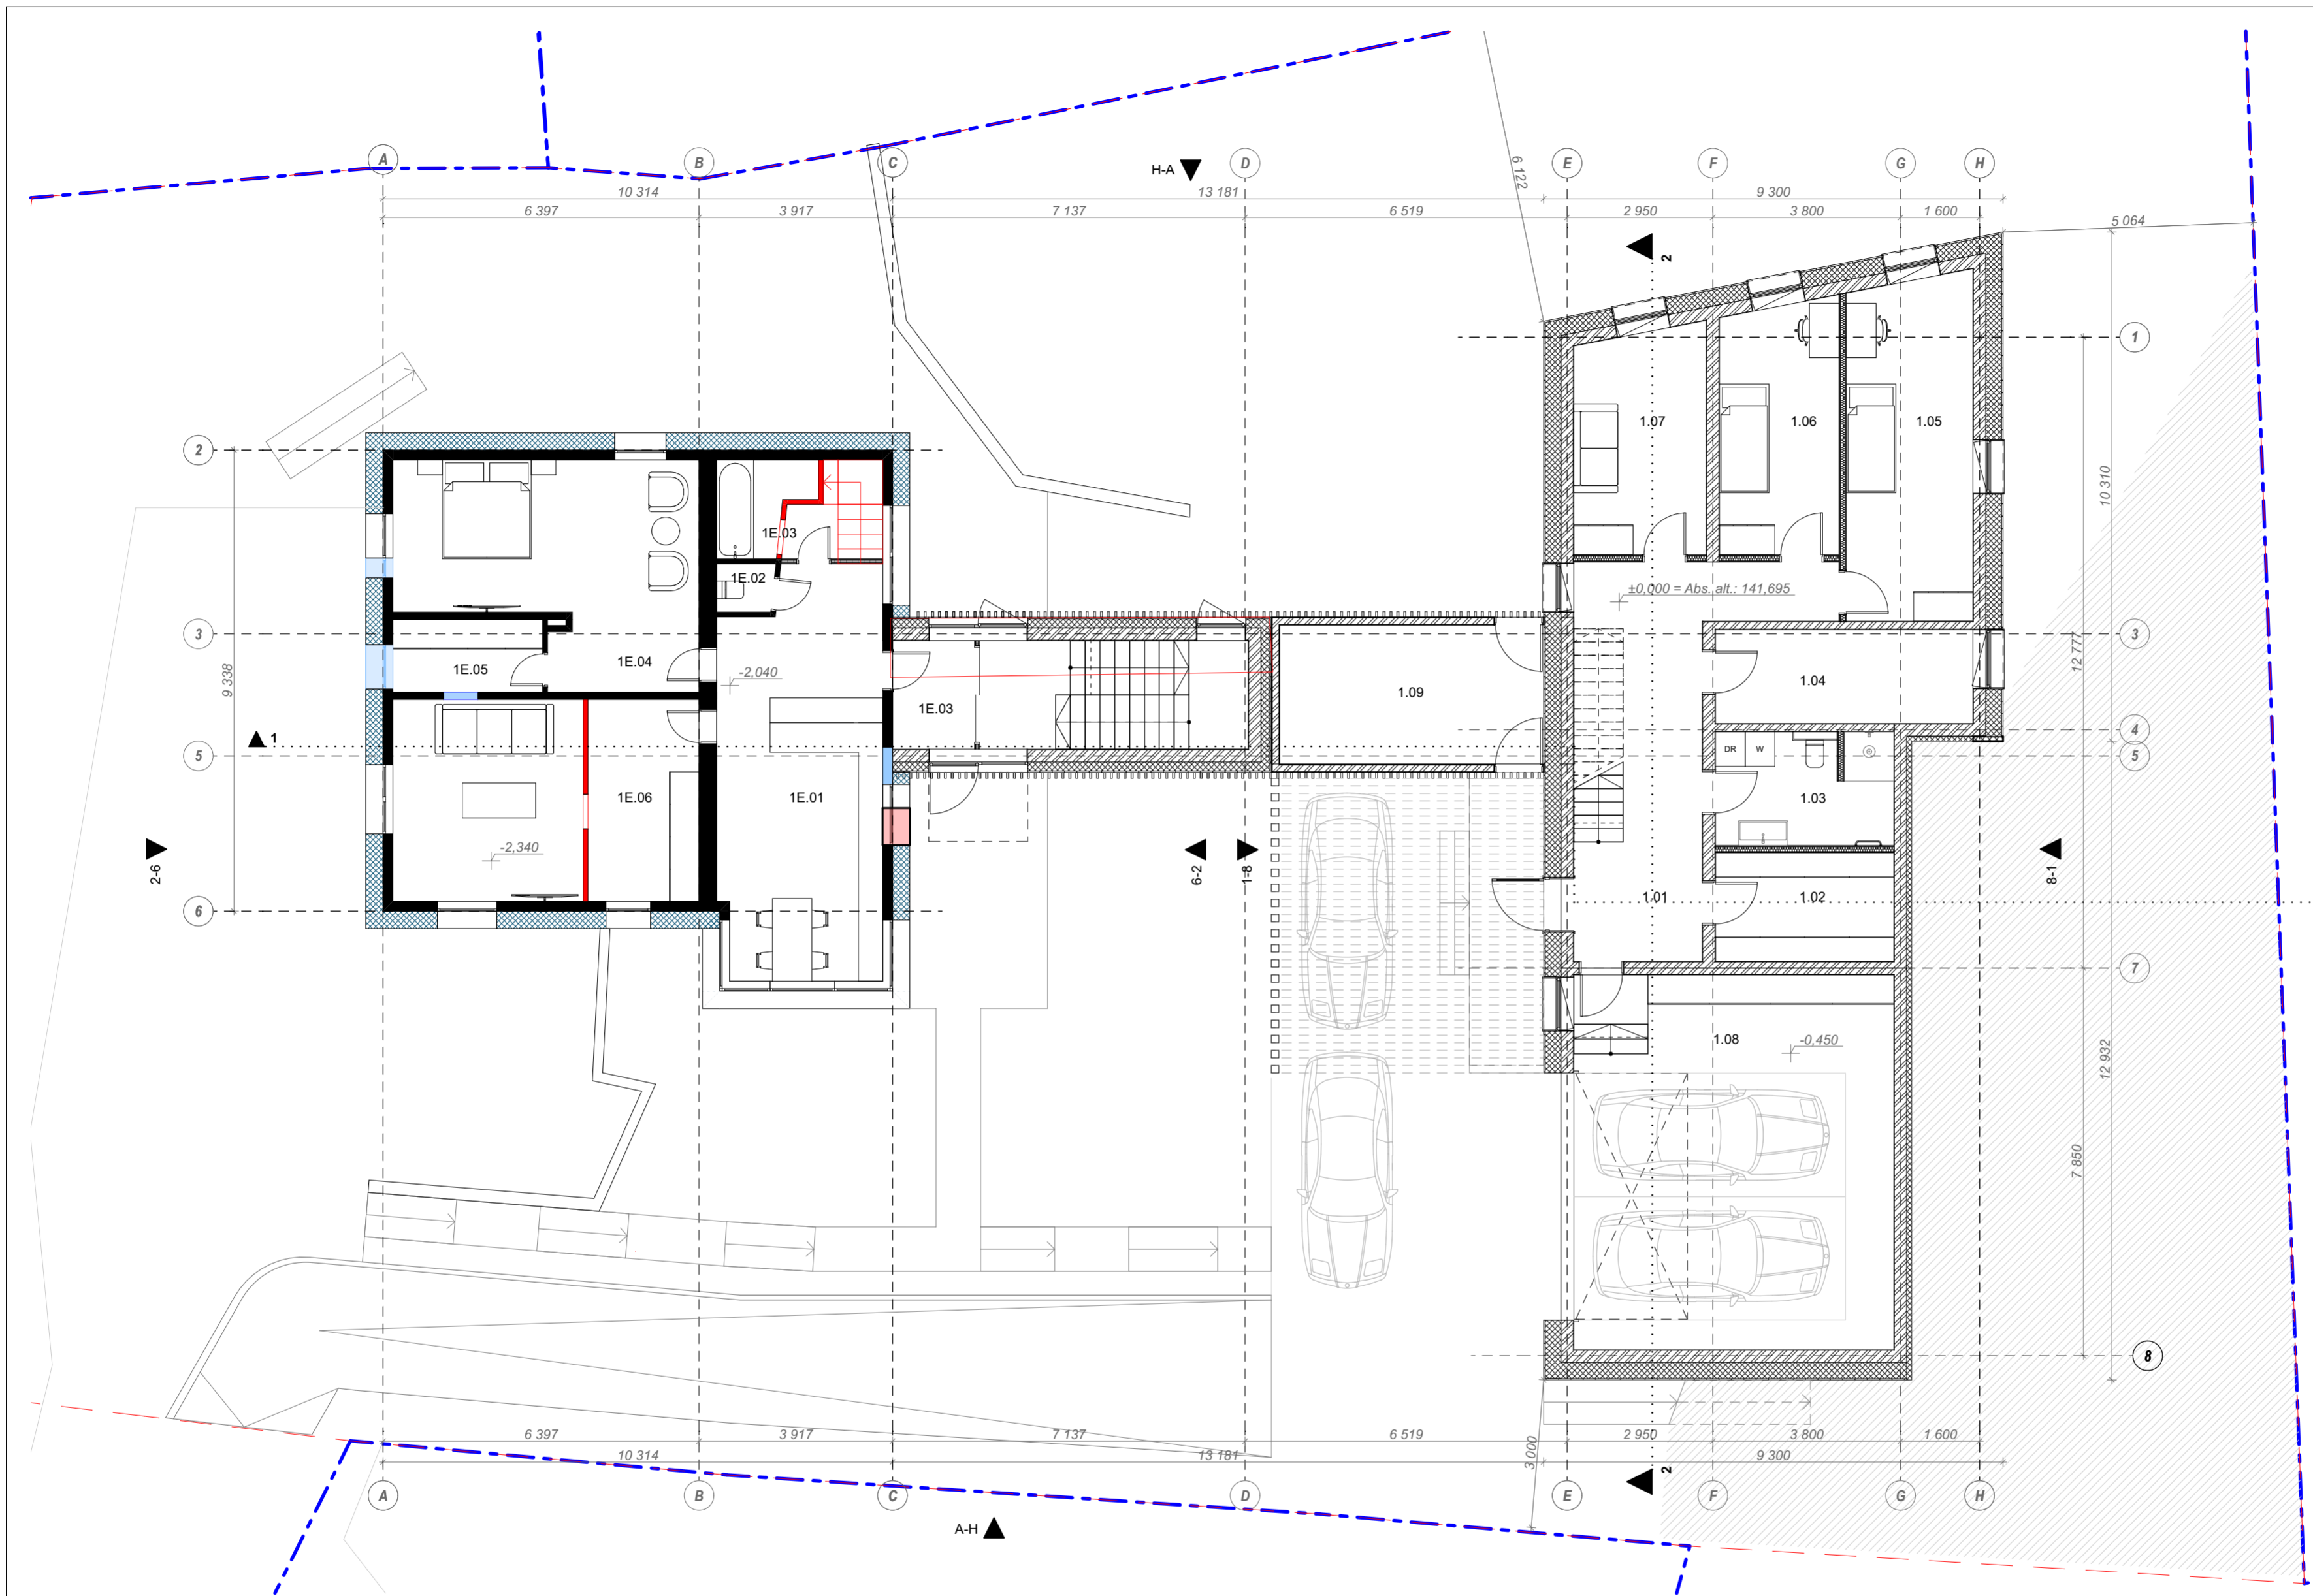 A
B
C
H-A
D
E
F
G
H
10 314
13 181
6 122
9 300
6 397
3 917
7 137
6 519
2 950
3 800
1 600
5 064
2
1
2
1.07
1.06
1.05
10 310
1E.03
1E.02
±0,000 = Abs. alt.: 141,695
3
3
1E.05
1E.04
-2,040
9 338
12 777
1E.03
1.09
1.04
1
4
5
DR
W
5
1E.06
1E.01
1.03
-2,340
2-6
6-2
1-8
8-1
1.01
1.02
6
7
1.08
-0,450
12 932
7 850
8
6 397
3 917
7 137
6 519
2 950
3 800
1 600
10 314
13 181
3 000
9 300
2
A
B
C
D
E
F
G
H
A-H